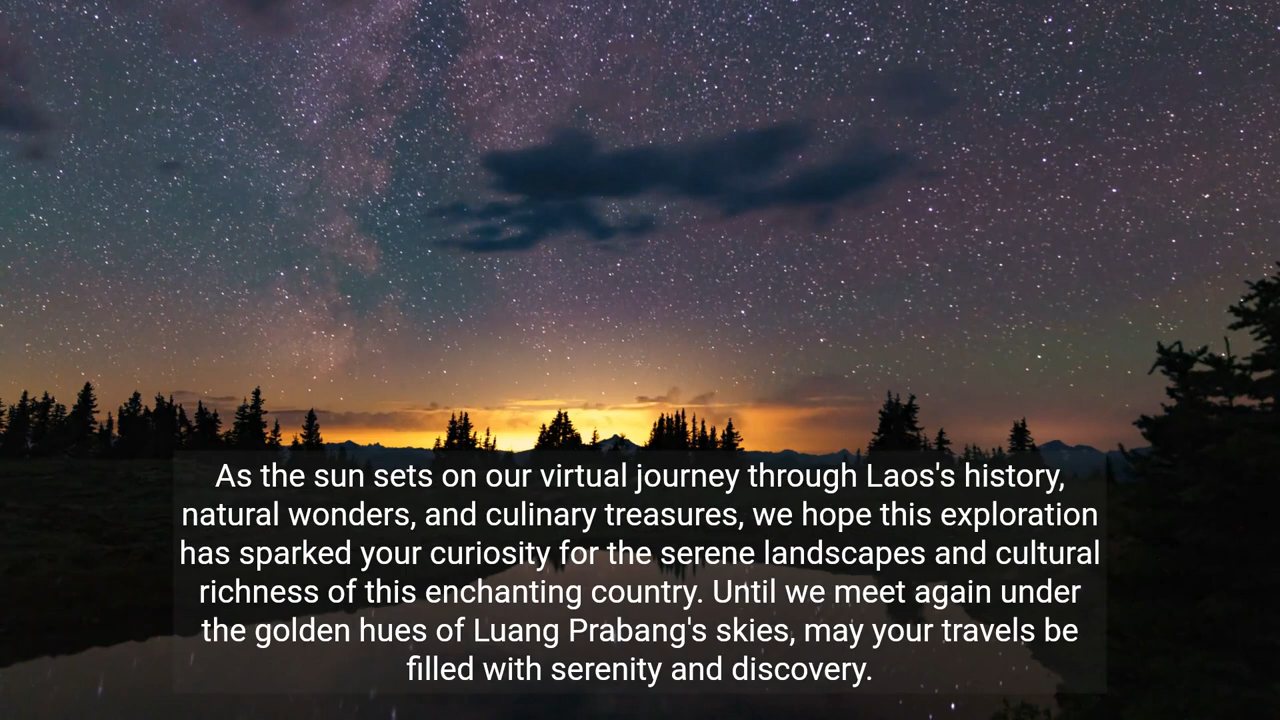 As the sun sets on our virtual journey through Laos's history,
natural wonders, and culinary treasures, we hope this exploration
has sparked your curiosity for the serene landscapes and cultural
richness of this enchanting country. Until we meet again under
the golden hues of Luang Prabang's skies, may your travels be
filled with serenity and discovery.